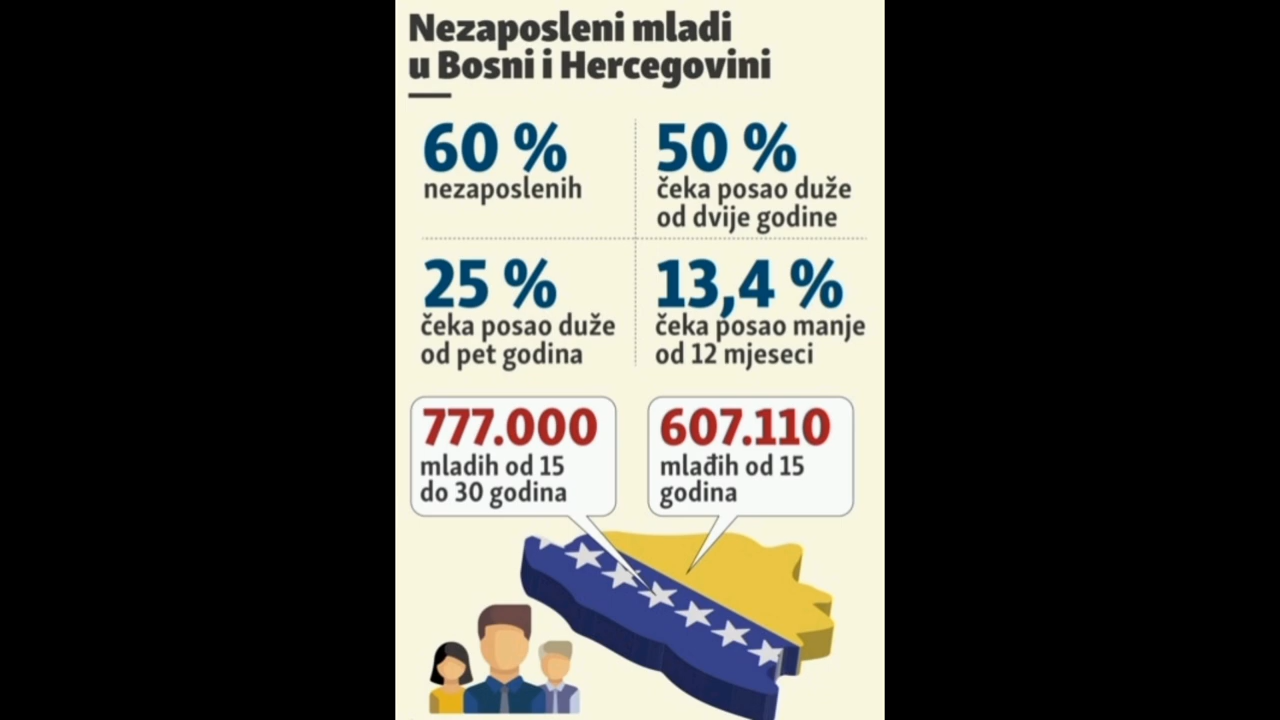 Nezaposleni mladi
u Bosni i Hercegovini
60 %
nezaposlenih
50 %
čeka posao duže
od dvije godine
25 %
čeka posao duže
od pet godina
13,4 %
čeka posao manje
od 12 mjeseci
777.000
mladih od 15
do 30 godina
607.110
mlađih od 15
godina